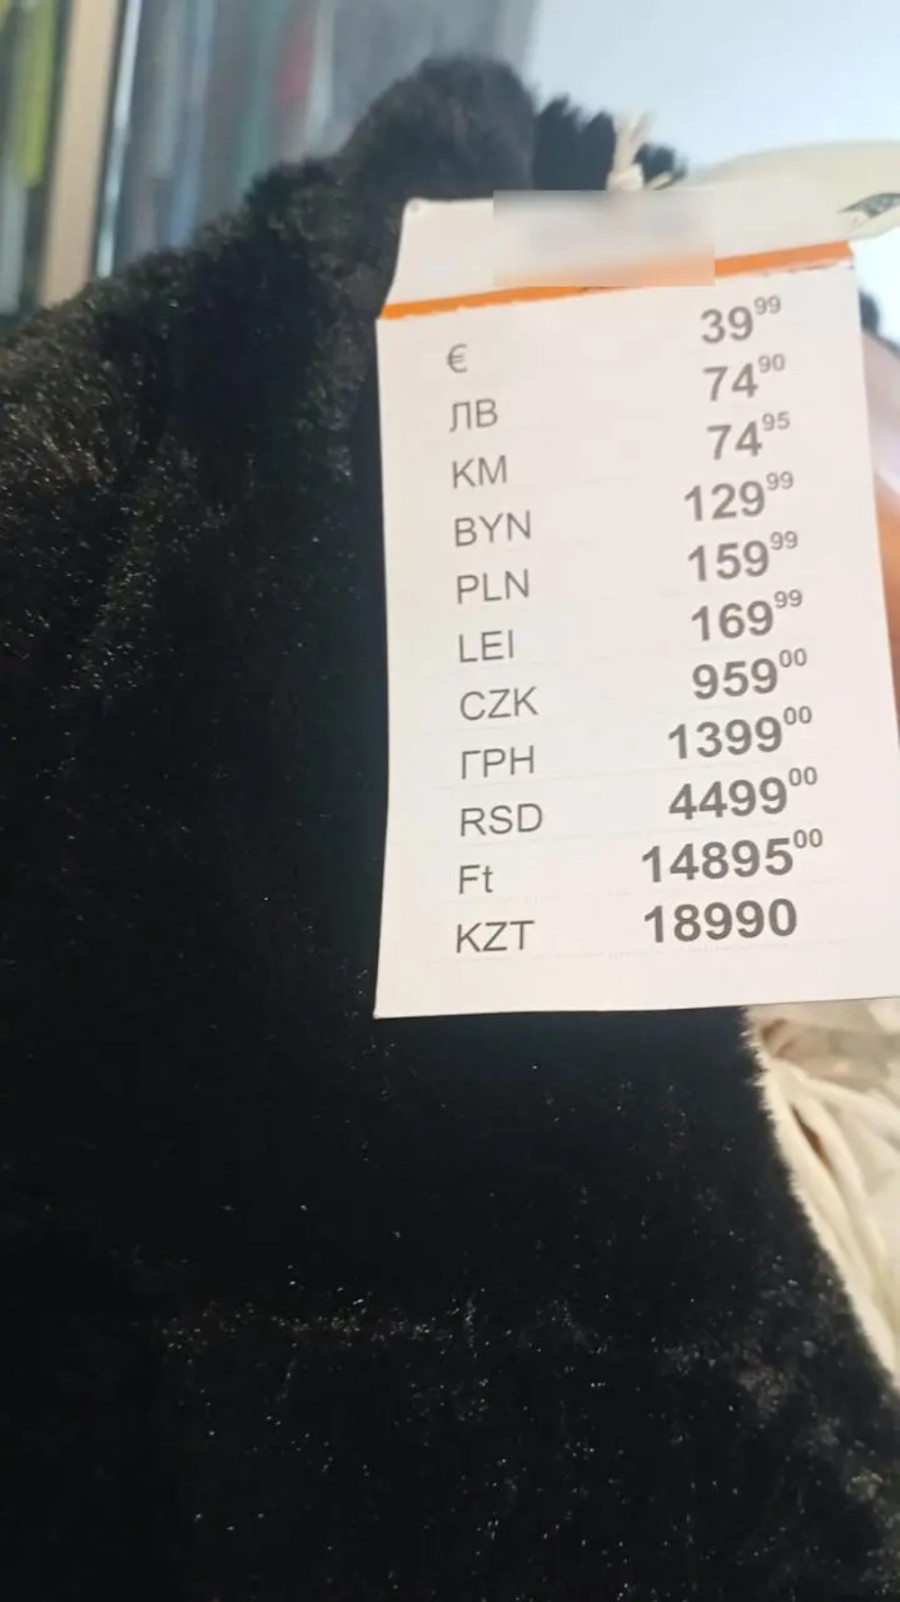 € 39⁹⁹
ЛВ 74⁹⁰
KM 74⁹⁵
BYN 129⁹⁹
PLN 159⁹⁹
LEI 169⁹⁹
CZK 959⁰⁰
ГРН 1399⁰⁰
RSD 4499⁰⁰
Ft 14895⁰⁰
KZT 18990